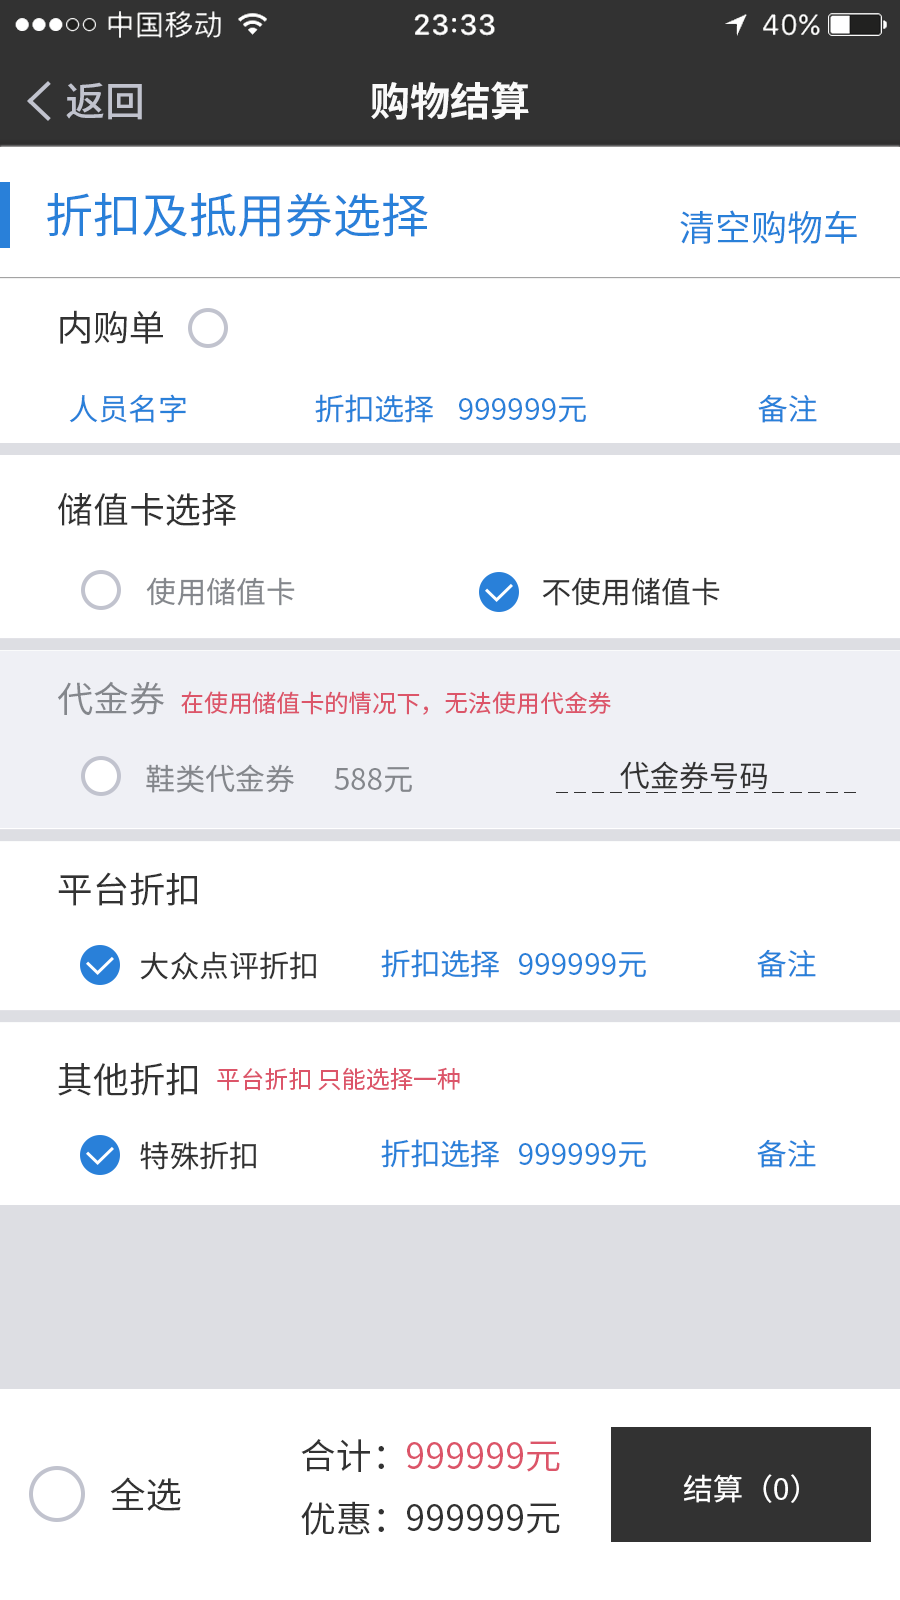 中国移动 23:33 40%
返回 购物结算
折扣及抵用券选择 清空购物车
内购单
人员名字 折扣选择 999999元 备注
储值卡选择
使用储值卡 不使用储值卡
代金券 在使用储值卡的情况下，无法使用代金券
鞋类代金券 588元 代金券号码
平台折扣
大众点评折扣 折扣选择 999999元 备注
其他折扣 平台折扣 只能选择一种
特殊折扣 折扣选择 999999元 备注
合计：999999元
全选 结算（0）
优惠：999999元